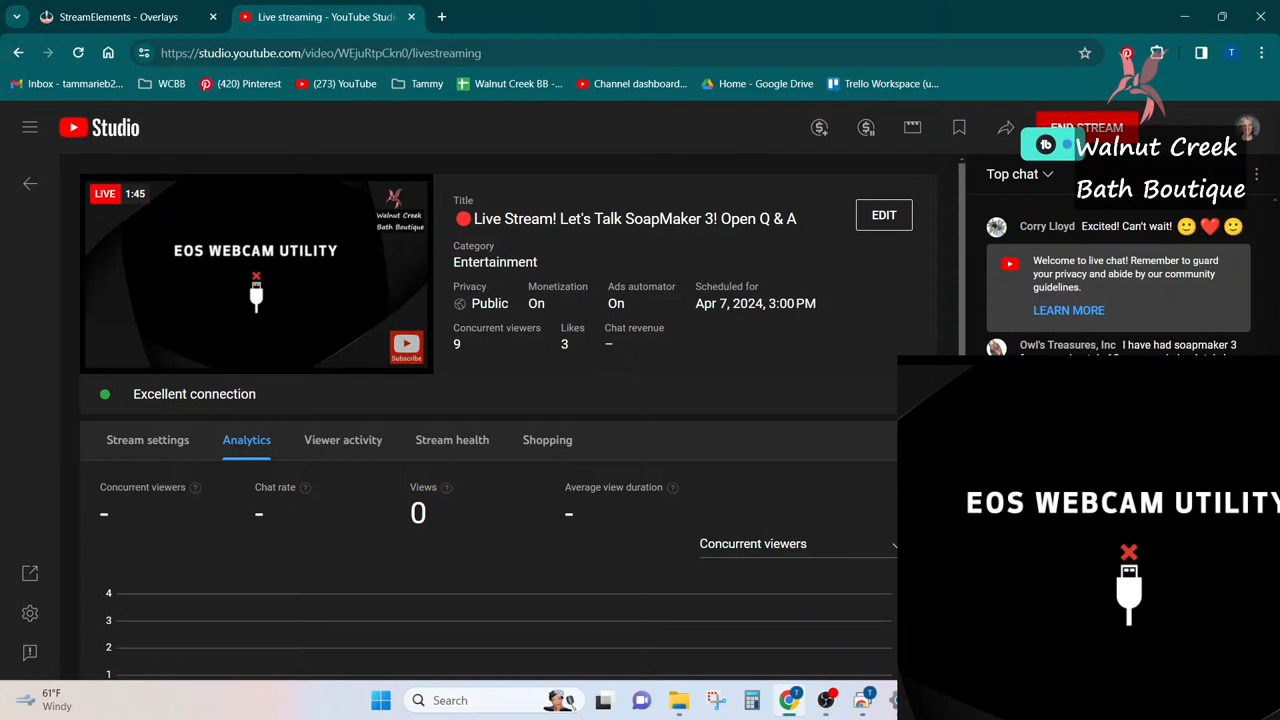 StreamElements - Overlays
Live streaming - YouTube Studi
https://studio.youtube.com/video/WEjuRtpCkn0/livestreaming
T
Inbox - tammarieb2...
WCBB
(420) Pinterest
(273) YouTube
Tammy
Walnut Creek BB -...
Channel dashboard...
Home - Google Drive
Trello Workspace (u...
Studio
END STREAM
Walnut Creek
Bath Boutique
LIVE 1:45
Walnut Creek
Bath Boutique
EOS WEBCAM UTILITY
Subscribe
Title
Live Stream! Let's Talk SoapMaker 3! Open Q & A
EDIT
Category
Entertainment
Privacy
Public
Monetization
On
Ads automator
On
Scheduled for
Apr 7, 2024, 3:00 PM
Concurrent viewers
9
Likes
3
Chat revenue
–
Top chat
Corry Lloyd Excited! Can't wait!
Welcome to live chat! Remember to guard
your privacy and abide by our community
guidelines.
LEARN MORE
Owl's Treasures, Inc I have had soapmaker 3
Excellent connection
Stream settings
Analytics
Viewer activity
Stream health
Shopping
Concurrent viewers
-
Chat rate
-
Views
0
Average view duration
-
Concurrent viewers
4
3
2
1
EOS WEBCAM UTILITY
61°F
Windy
Search